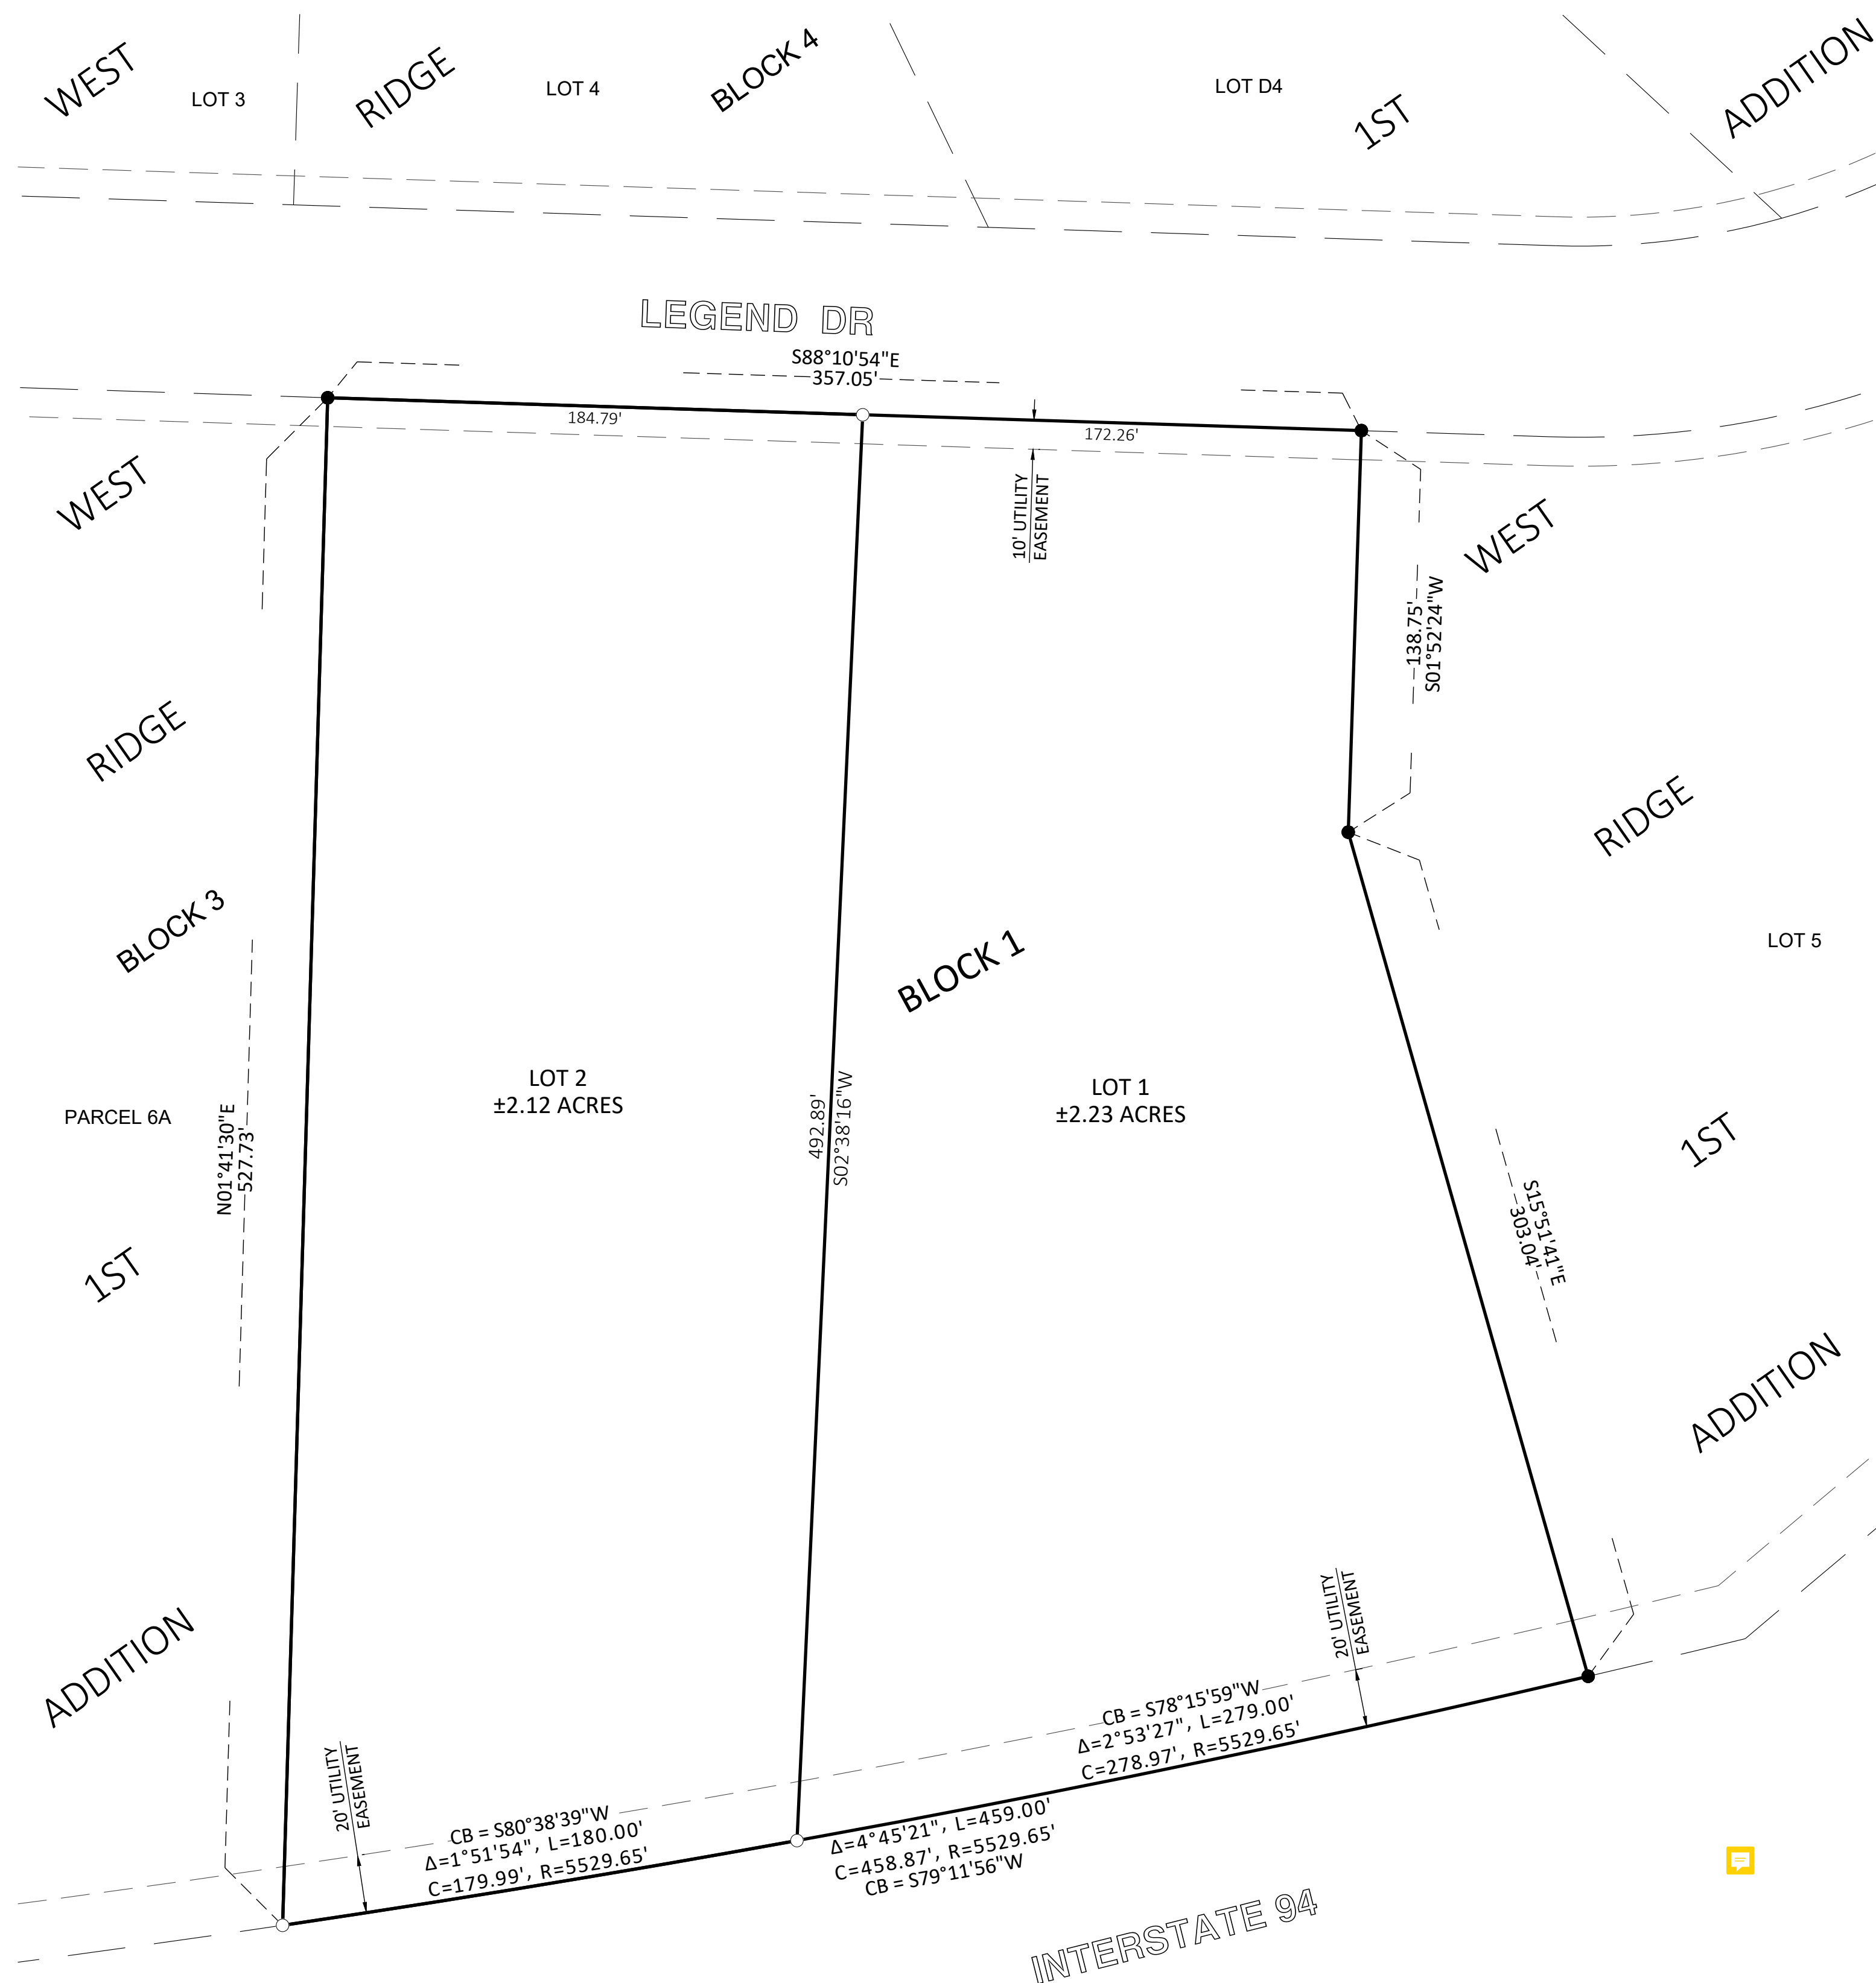 WEST
LOT 3
RIDGE
LOT 4
BLOCK 4
LOT D4
1ST
ADDITION
LEGEND DR
S88°10'54"E
357.05'
184.79'
172.26'
10' UTILITY
EASEMENT
WEST
RIDGE
BLOCK 3
PARCEL 6A
N01°41'30"E
527.73'
1ST
ADDITION
WEST
138.75'
S01°52'24"W
RIDGE
LOT 5
1ST
S15°51'41"E
303.04'
ADDITION
BLOCK 1
LOT 2
±2.12 ACRES
492.89'
S02°38'16"W
LOT 1
±2.23 ACRES
20' UTILITY
EASEMENT
CB = S78°15'59"W
Δ=2°53'27", L=279.00'
C=278.97', R=5529.65'
20' UTILITY
EASEMENT
CB = S80°38'39"W
Δ=1°51'54", L=180.00'
C=179.99', R=5529.65'
Δ=4°45'21", L=459.00'
C=458.87', R=5529.65'
CB = S79°11'56"W
INTERSTATE 94